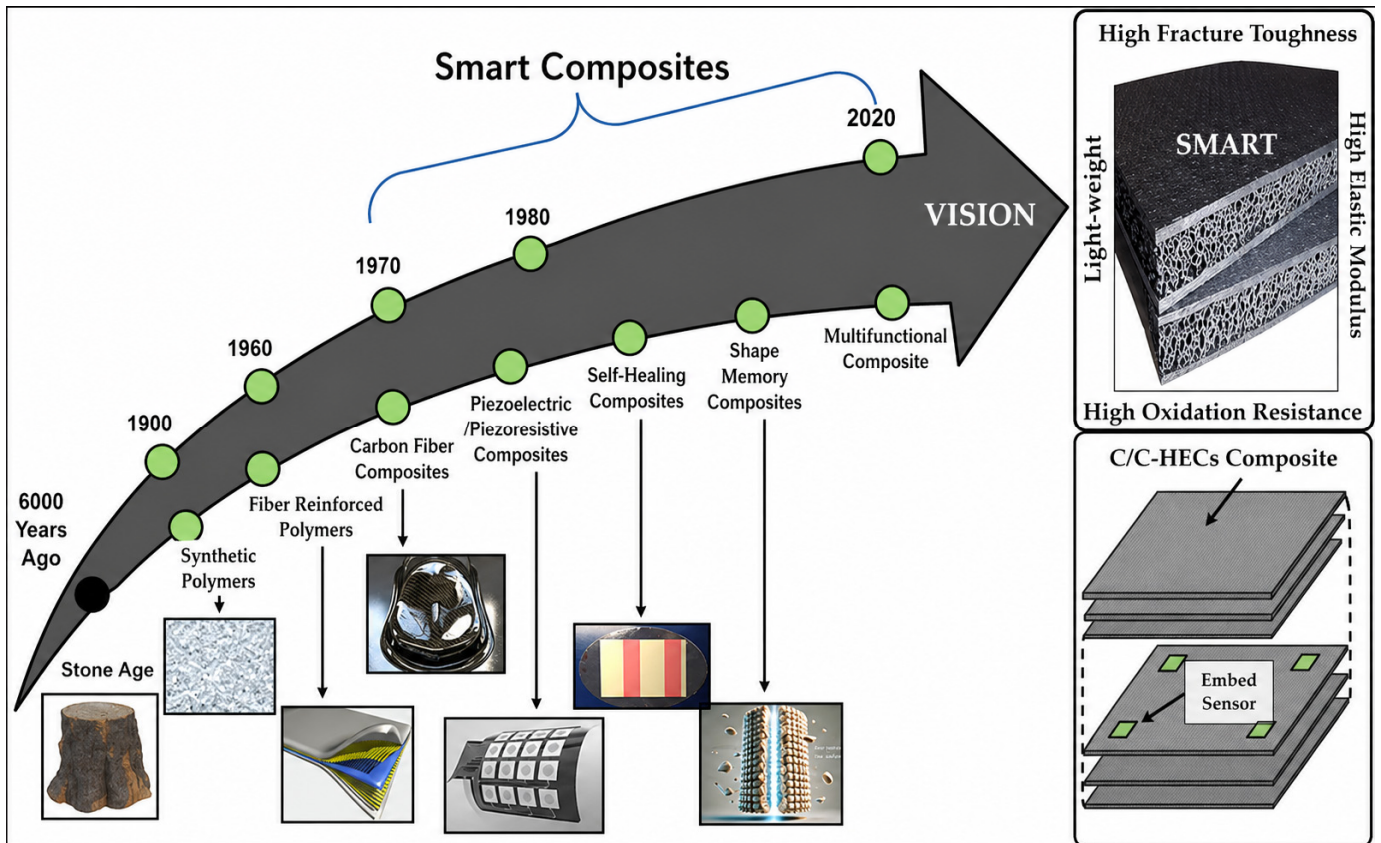 Smart Composites
2020
1980
1970
1960
1900
6000
Years
Ago
VISION
Stone Age
Synthetic
Polymers
Fiber Reinforced
Polymers
Carbon Fiber
Composites
Piezoelectric
/Piezoresistive
Composites
Self-Healing
Composites
Shape
Memory
Composites
Multifunctional
Composite
High Fracture Toughness
SMART
Light-weight
High Elastic Modulus
High Oxidation Resistance
C/C-HECs Composite
Embed
Sensor